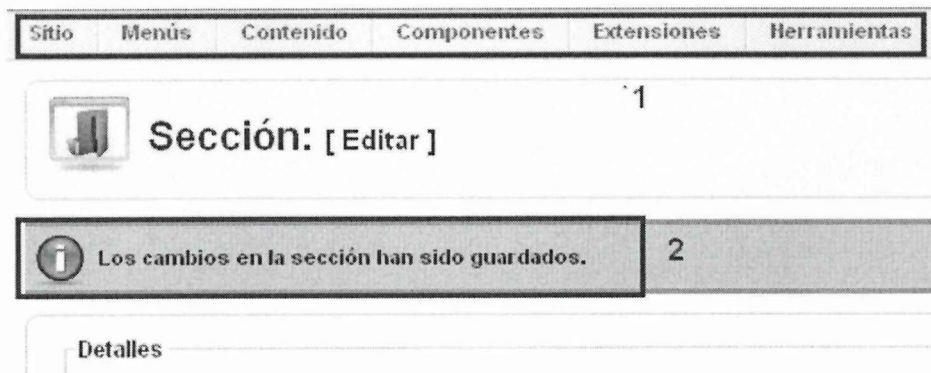 Sitio Menús Contenido Componentes Extensiones Herramientas
1
Sección: [ Editar ]
Los cambios en la sección han sido guardados. 2
Detalles